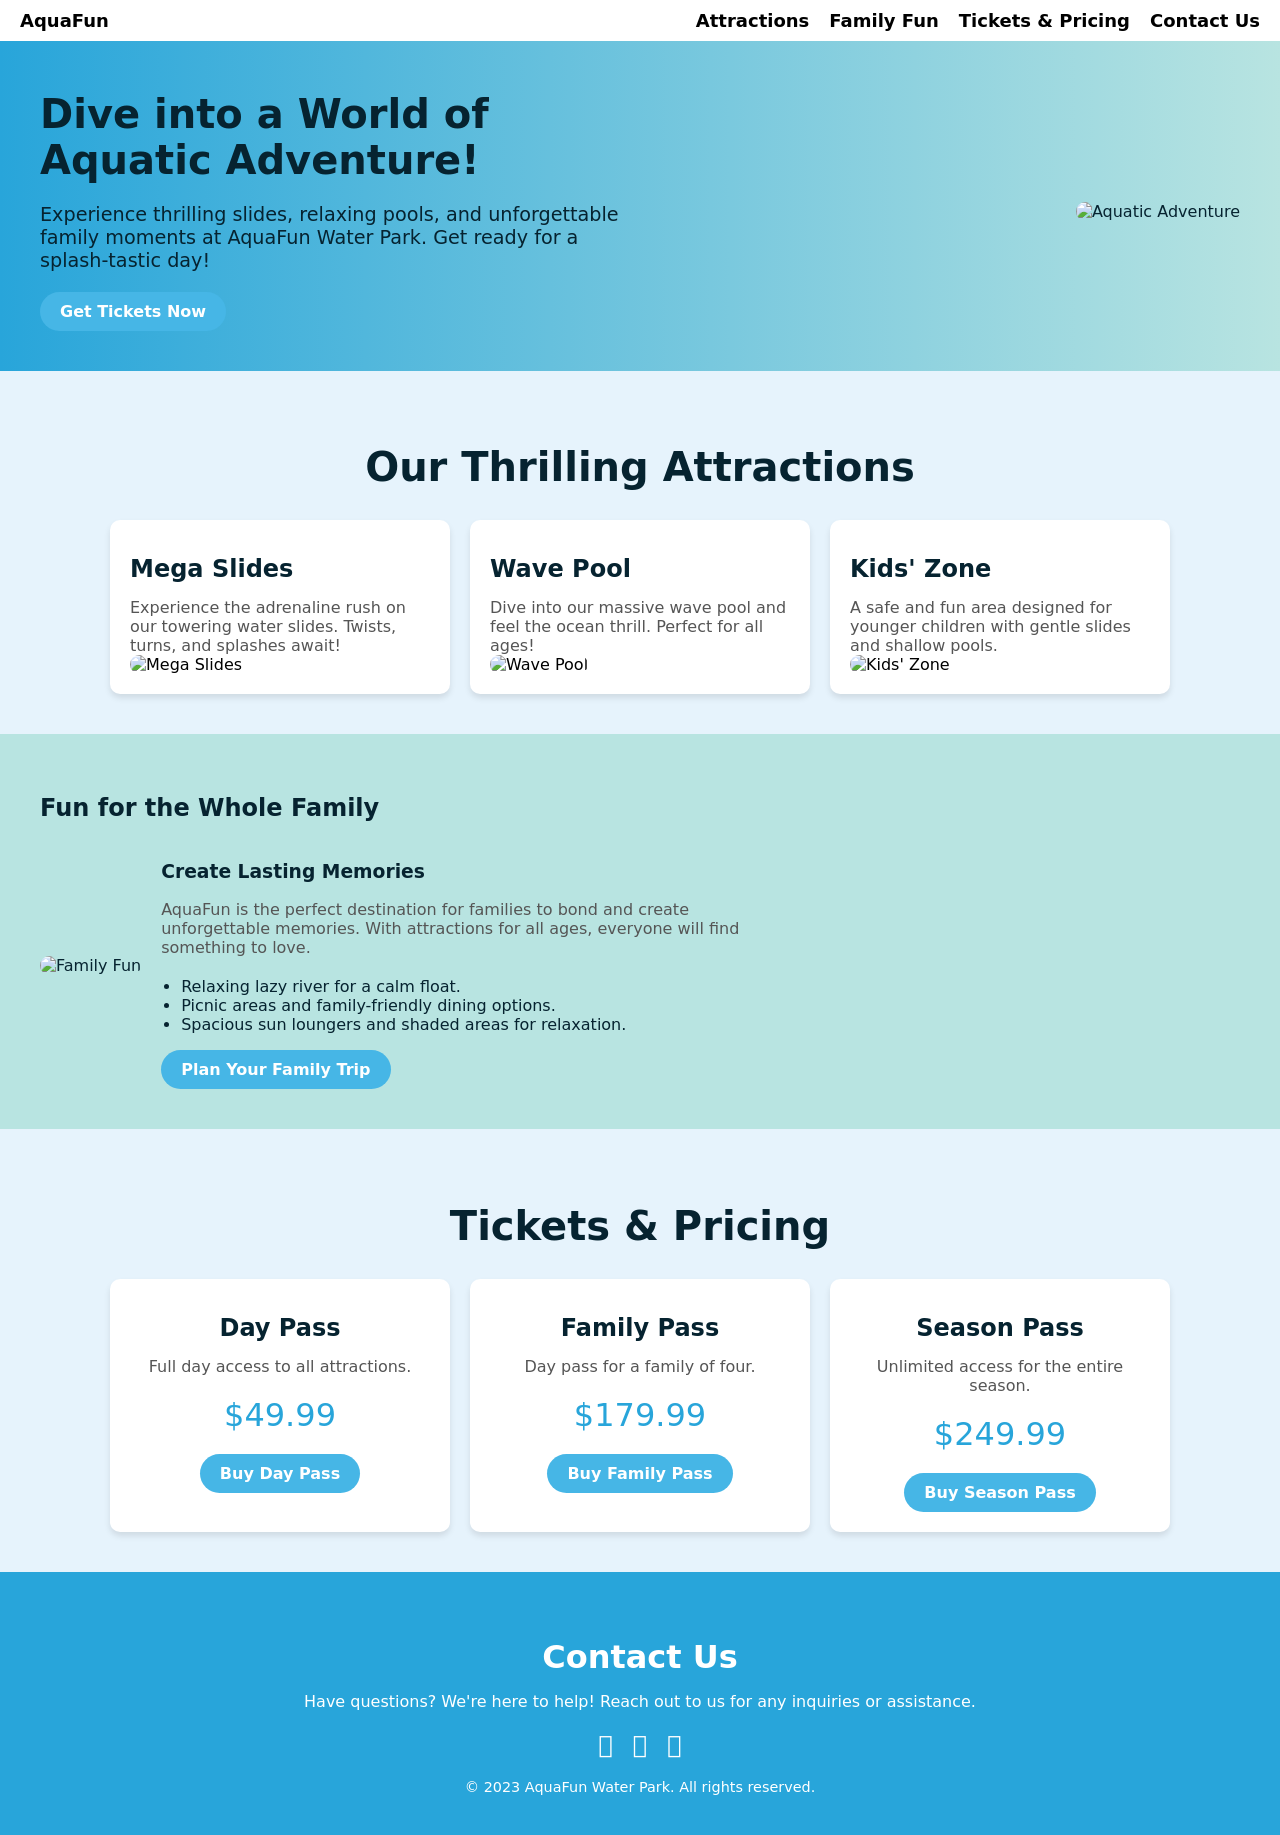 AquaFun
Attractions Family Fun Tickets & Pricing Contact Us
Dive into a World of
Aquatic Adventure!
Experience thrilling slides, relaxing pools, and unforgettable
family moments at AquaFun Water Park. Get ready for a
splash-tastic day!
Get Tickets Now
Aquatic Adventure
Our Thrilling Attractions
Mega Slides
Experience the adrenaline rush on
our towering water slides. Twists,
turns, and splashes await!
Mega Slides
Wave Pool
Dive into our massive wave pool and
feel the ocean thrill. Perfect for all
ages!
Wave Pool
Kids' Zone
A safe and fun area designed for
younger children with gentle slides
and shallow pools.
Kids' Zone
Fun for the Whole Family
Family Fun
Create Lasting Memories
AquaFun is the perfect destination for families to bond and create
unforgettable memories. With attractions for all ages, everyone will find
something to love.
• Relaxing lazy river for a calm float.
• Picnic areas and family-friendly dining options.
• Spacious sun loungers and shaded areas for relaxation.
Plan Your Family Trip
Tickets & Pricing
Day Pass
Full day access to all attractions.
$49.99
Buy Day Pass
Family Pass
Day pass for a family of four.
$179.99
Buy Family Pass
Season Pass
Unlimited access for the entire
season.
$249.99
Buy Season Pass
Contact Us
Have questions? We're here to help! Reach out to us for any inquiries or assistance.
© 2023 AquaFun Water Park. All rights reserved.